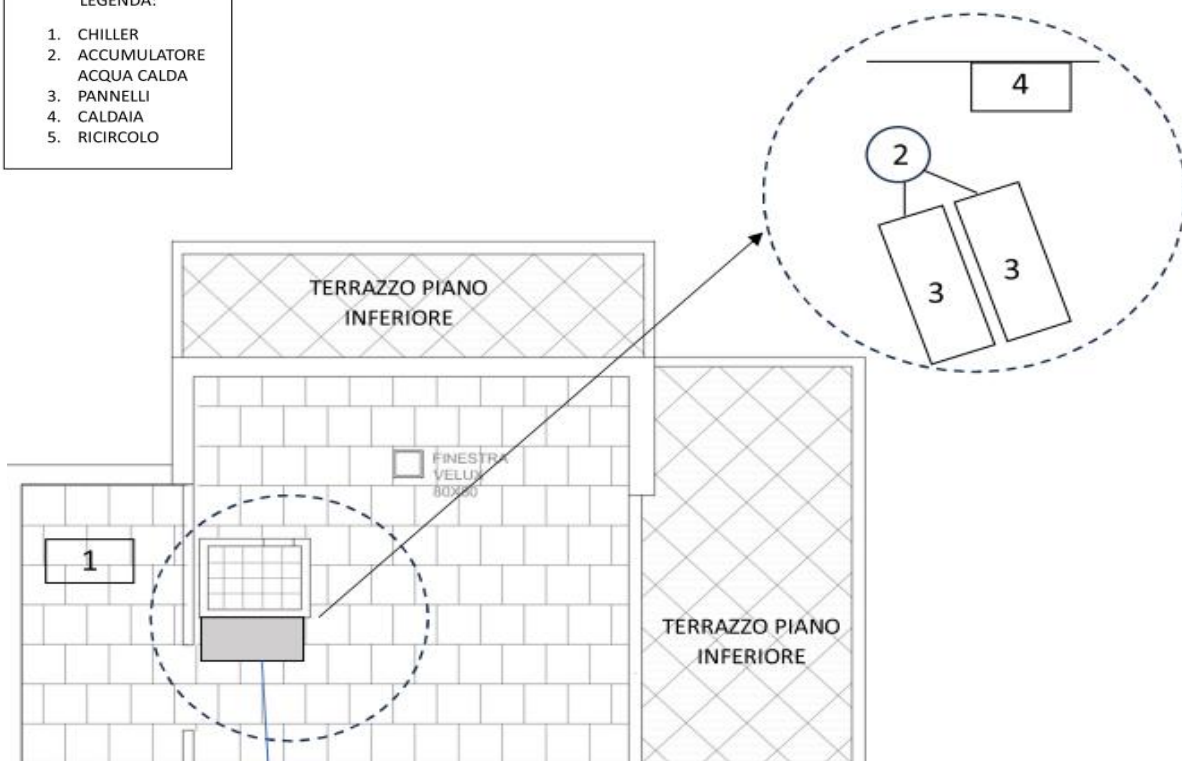 LEGENDA:
1. CHILLER
2. ACCUMULATORE
ACQUA CALDA
3. PANNELLI
4. CALDAIA
5. RICIRCOLO
4
2
3
3
TERRAZZO PIANO
INFERIORE
FINESTRA
VELUX
80X80
1
TERRAZZO PIANO
INFERIORE